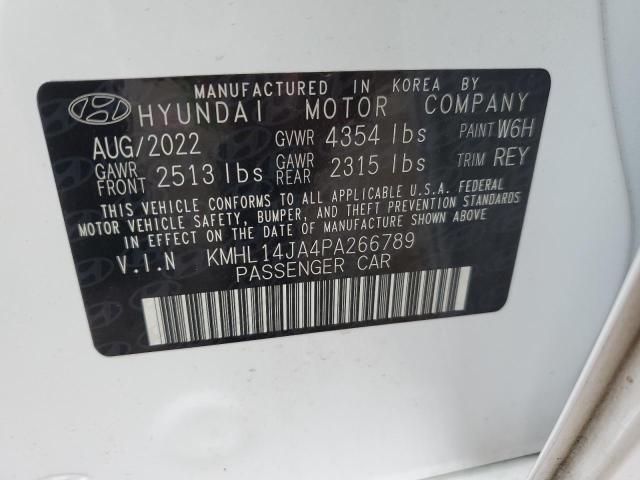 MANUFACTURED IN KOREA BY
HYUNDAI MOTOR COMPANY
AUG/2022 GVWR 4354 lbs PAINT W6H
GAWR FRONT 2513 lbs GAWR REAR 2315 lbs TRIM REY
THIS VEHICLE CONFORMS TO ALL APPLICABLE U.S.A. FEDERAL
MOTOR VEHICLE SAFETY, BUMPER, AND THEFT PREVENTION STANDARDS
IN EFFECT ON THE DATE OF MANUFACTURE SHOWN ABOVE.
V.I.N KMHL14JA4PA266789
PASSENGER CAR